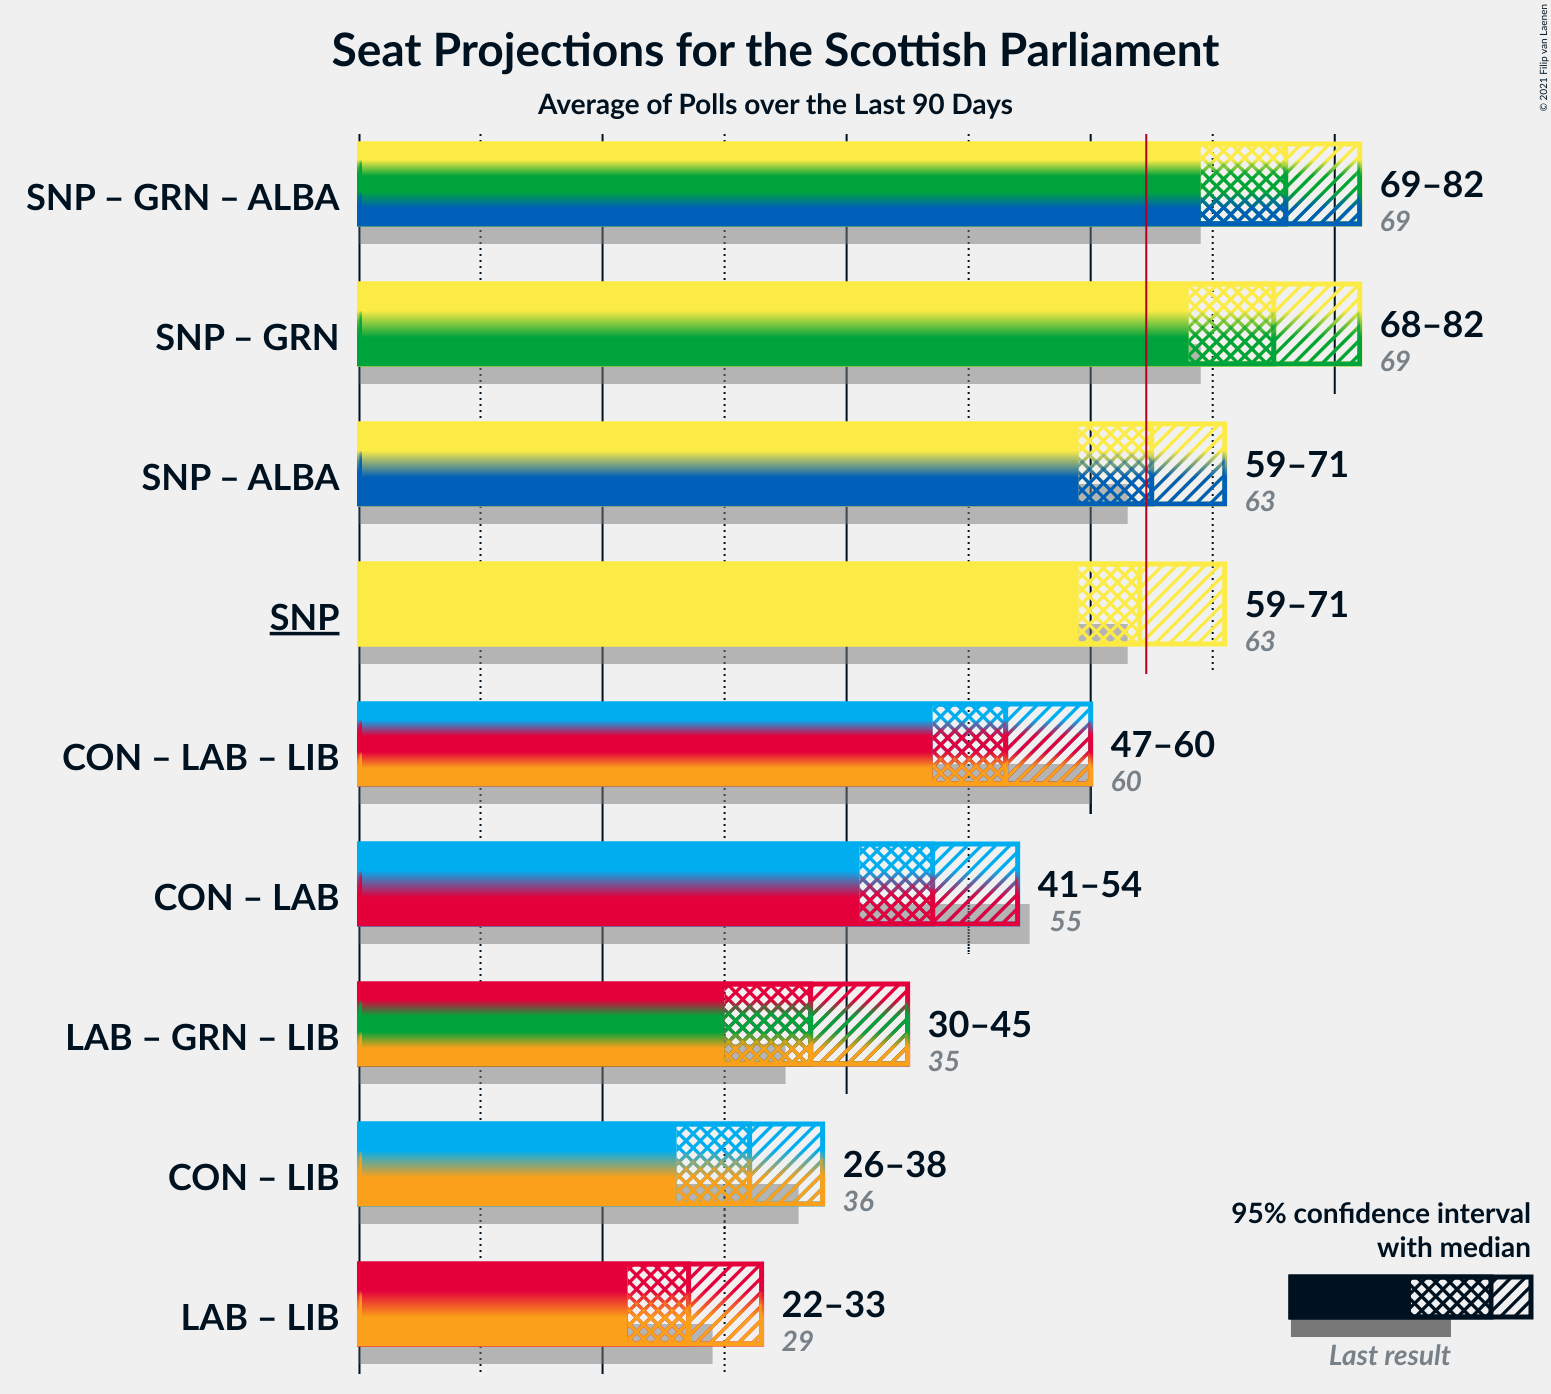 Seat Projections for the Scottish Parliament
Average of Polls over the Last 90 Days
© 2021 Filip van Laenen
SNP – GRN – ALBA
69–82
69
SNP – GRN
68–82
69
SNP – ALBA
59–71
63
SNP
59–71
63
CON – LAB – LIB
47–60
60
CON – LAB
41–54
55
LAB – GRN – LIB
30–45
35
CON – LIB
26–38
36
LAB – LIB
22–33
29
95% confidence interval
with median
Last result